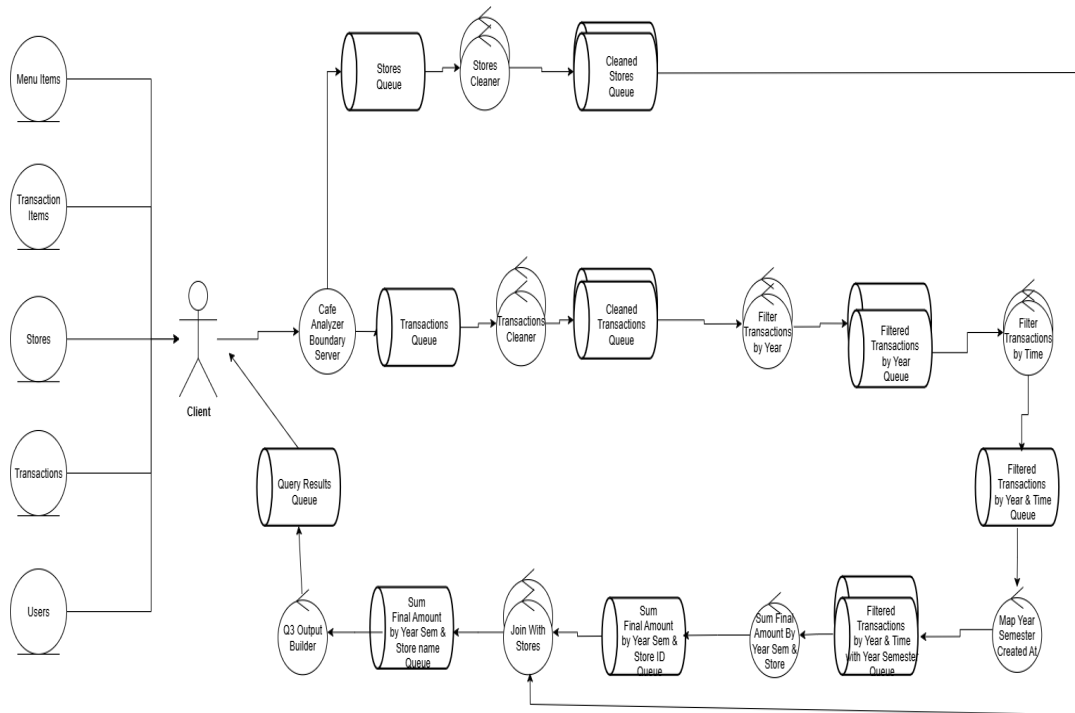 Menu Items
Transaction
Items
Stores
Transactions
Users
Client
Cafe
Analyzer
Boundary
Server
Stores
Queue
Stores
Cleaner
Cleaned
Stores
Queue
Transactions
Queue
Transactions
Cleaner
Cleaned
Transactions
Queue
Filter
Transactions
by Year
Filtered
Transactions
by Year
Queue
Filter
Transactions
by Time
Filtered
Transactions
by Year & Time
Queue
Map Year
Semester
Created At
Filtered
Transactions
by Year & Time
with Year Semester
Queue
Sum Final
Amount By
Year Sem &
Store
Sum
Final Amount
by Year Sem &
Store ID
Queue
Join With
Stores
Sum
Final Amount
by Year Sem &
Store name
Queue
Q3 Output
Builder
Query Results
Queue